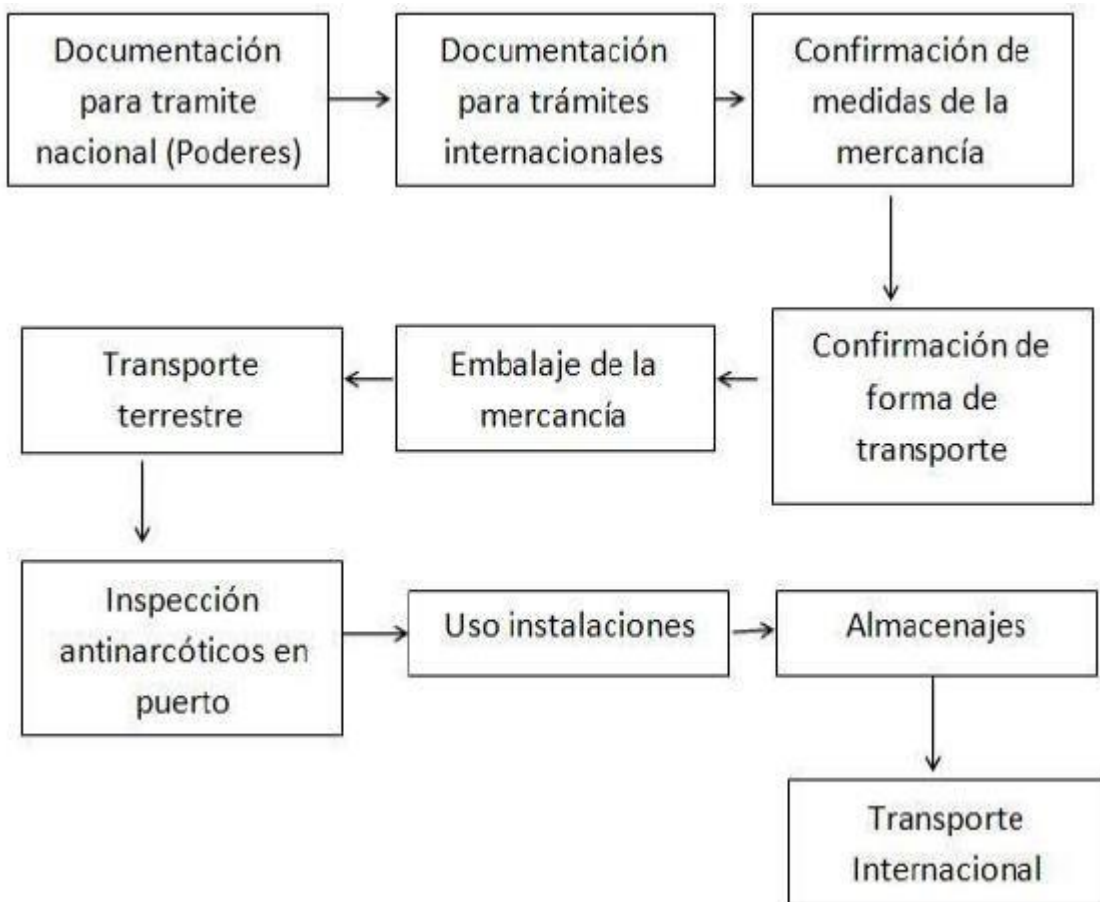 Documentación
para tramite
nacional (Poderes)
Documentación
para trámites
internacionales
Confirmación de
medidas de la
mercancía
Confirmación de
forma de
transporte
Embalaje de la
mercancía
Transporte
terrestre
Inspección
antinarcóticos en
puerto
Uso instalaciones
Almacenajes
Transporte
Internacional